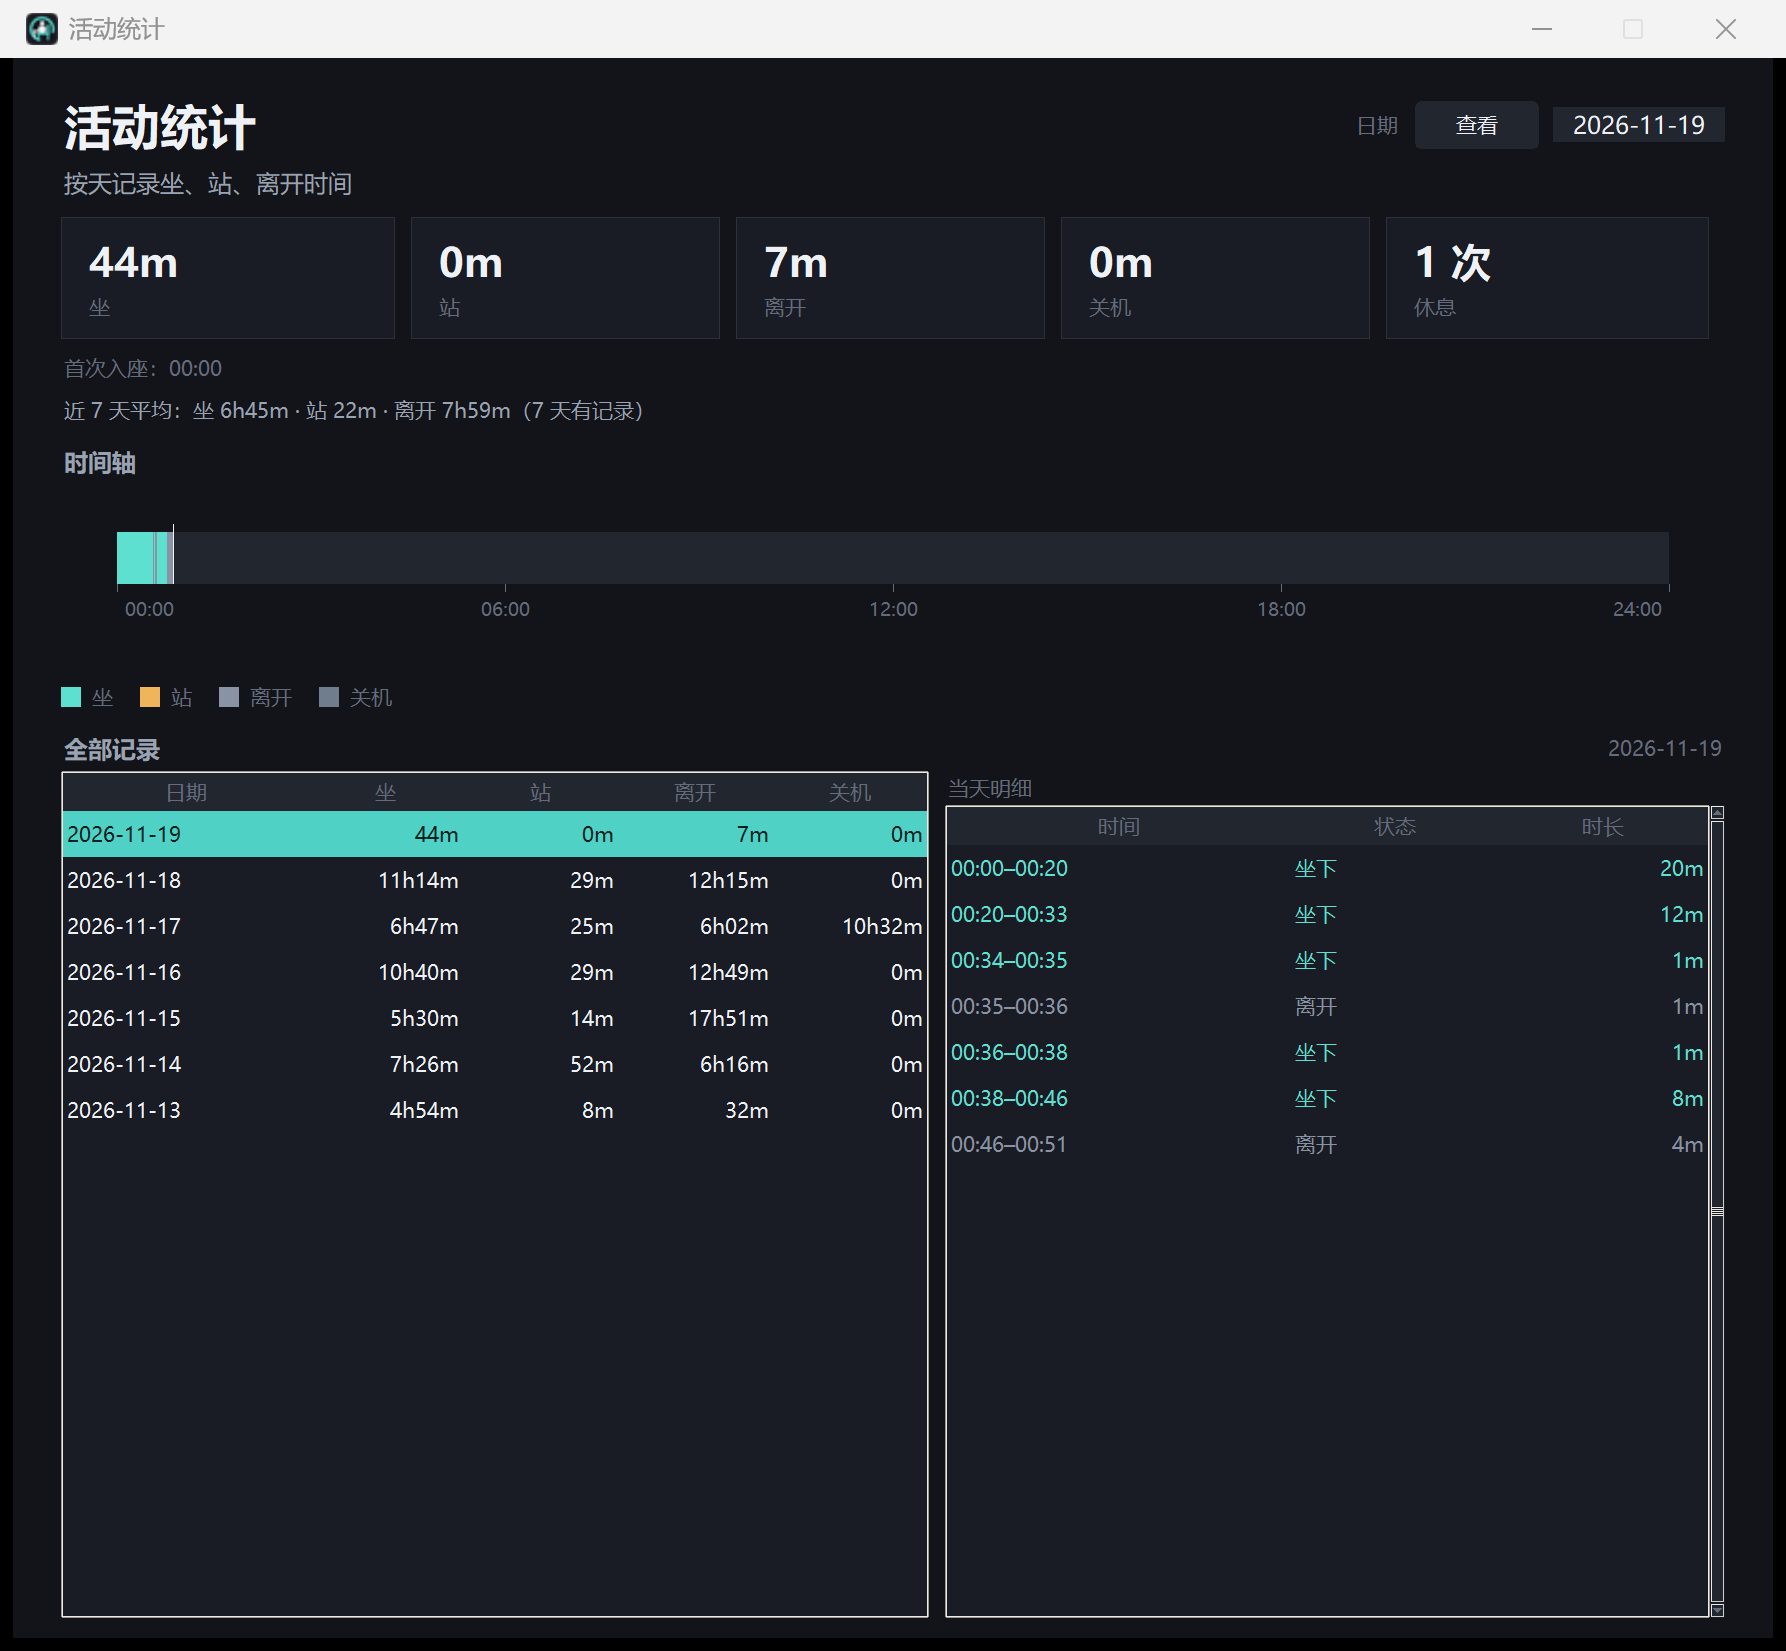 活动统计
活动统计
日期 查看 2026-11-19
按天记录坐、站、离开时间
44m 0m 7m 0m 1 次
坐 站 离开 关机 休息
首次入座：00:00
近 7 天平均：坐 6h45m · 站 22m · 离开 7h59m（7 天有记录）
时间轴
00:00 06:00 12:00 18:00 24:00
坐 站 离开 关机
全部记录
2026-11-19
日期 坐 站 离开 关机
2026-11-19 44m 0m 7m 0m
2026-11-18 11h14m 29m 12h15m 0m
2026-11-17 6h47m 25m 6h02m 10h32m
2026-11-16 10h40m 29m 12h49m 0m
2026-11-15 5h30m 14m 17h51m 0m
2026-11-14 7h26m 52m 6h16m 0m
2026-11-13 4h54m 8m 32m 0m
当天明细
时间 状态 时长
00:00–00:20 坐下 20m
00:20–00:33 坐下 12m
00:34–00:35 坐下 1m
00:35–00:36 离开 1m
00:36–00:38 坐下 1m
00:38–00:46 坐下 8m
00:46–00:51 离开 4m